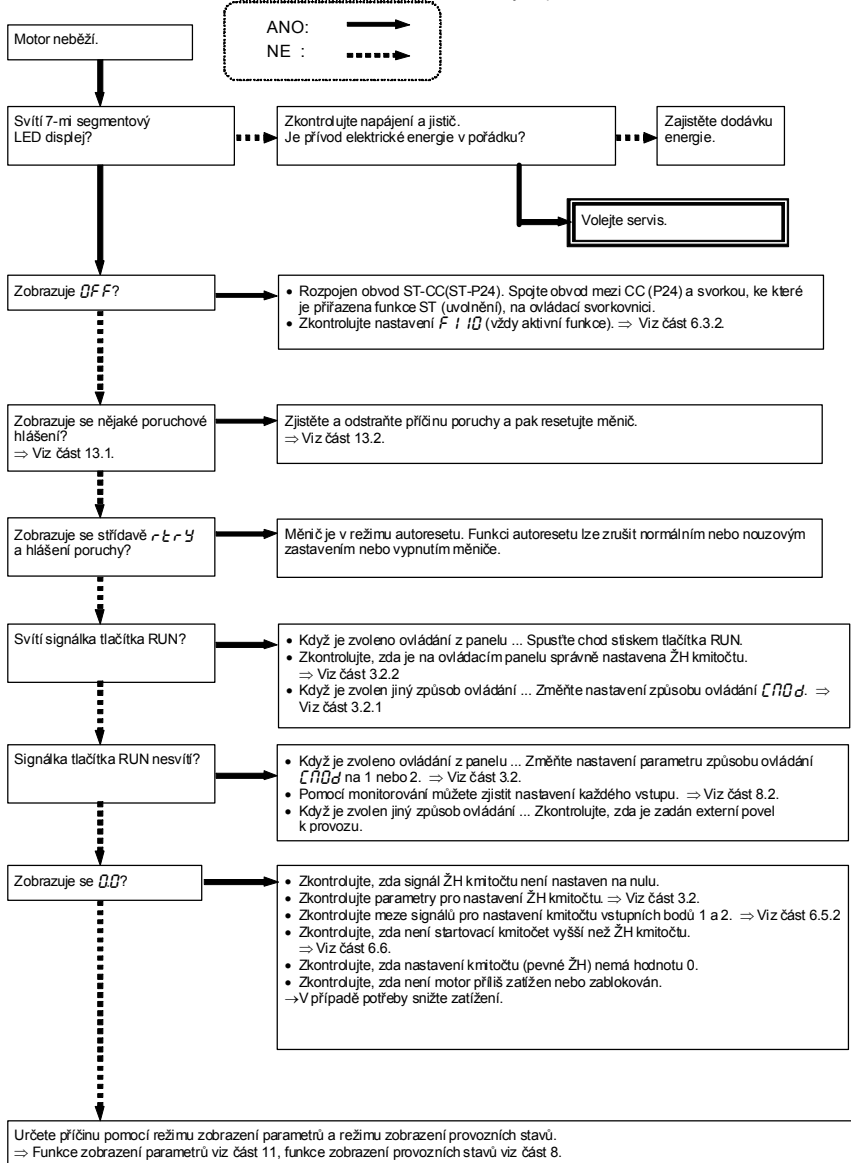 ANO:
NE :
Motor neběží.
Svítí 7-mi segmentový
LED displej?
Zkontrolujte napájení a jistič.
Je přívod elektrické energie v pořádku?
Zajistěte dodávku
energie.
Volejte servis.
Zobrazuje OFF?
• Rozpojen obvod ST-CC(ST-P24). Spojte obvod mezi CC (P24) a svorkou, ke které
je přiřazena funkce ST (uvolnění), na ovládací svorkovnici.
• Zkontrolujte nastavení F110 (vždy aktivní funkce). ⇒ Viz část 6.3.2.
Zobrazuje se nějaké poruchové
hlášení?
⇒ Viz část 13.1.
Zjistěte a odstraňte příčinu poruchy a pak resetujte měnič.
⇒ Viz část 13.2.
Zobrazuje se střídavě rtrY
a hlášení poruchy?
Měnič je v režimu autoresetu. Funkci autoresetu lze zrušit normálním nebo nouzovým
zastavením nebo vypnutím měniče.
Svítí signálka tlačítka RUN?
• Když je zvoleno ovládání z panelu ... Spusťte chod stiskem tlačítka RUN.
• Zkontrolujte, zda je na ovládacím panelu správně nastavena ŽH kmitočtu.
⇒ Viz část 3.2.2
• Když je zvolen jiný způsob ovládání ... Změňte nastavení způsobu ovládání CMOd. ⇒
Viz část 3.2.1
Signálka tlačítka RUN nesvítí?
• Když je zvoleno ovládání z panelu ... Změňte nastavení parametru způsobu ovládání
CMOd na 1 nebo 2. ⇒ Viz část 3.2.
• Pomocí monitorování můžete zjistit nastavení každého vstupu. ⇒ Viz část 8.2.
• Když je zvolen jiný způsob ovládání ... Zkontrolujte, zda je zadán externí povel
k provozu.
Zobrazuje se 0.0?
• Zkontrolujte, zda signál ŽH kmitočtu není nastaven na nulu.
• Zkontrolujte parametry pro nastavení ŽH kmitočtu. ⇒ Viz část 3.2.
• Zkontrolujte meze signálů pro nastavení kmitočtu vstupních bodů 1 a 2. ⇒ Viz část 6.5.2
• Zkontrolujte, zda není startovací kmitočet vyšší než ŽH kmitočtu.
⇒ Viz část 6.6.
• Zkontrolujte, zda nastavení kmitočtu (pevné ŽH) nemá hodnotu 0.
• Zkontrolujte, zda není motor příliš zatížen nebo zablokován.
→V případě potřeby snižte zatížení.
Určete příčinu pomocí režimu zobrazení parametrů a režimu zobrazení provozních stavů.
⇒ Funkce zobrazení parametrů viz část 11, funkce zobrazení provozních stavů viz část 8.